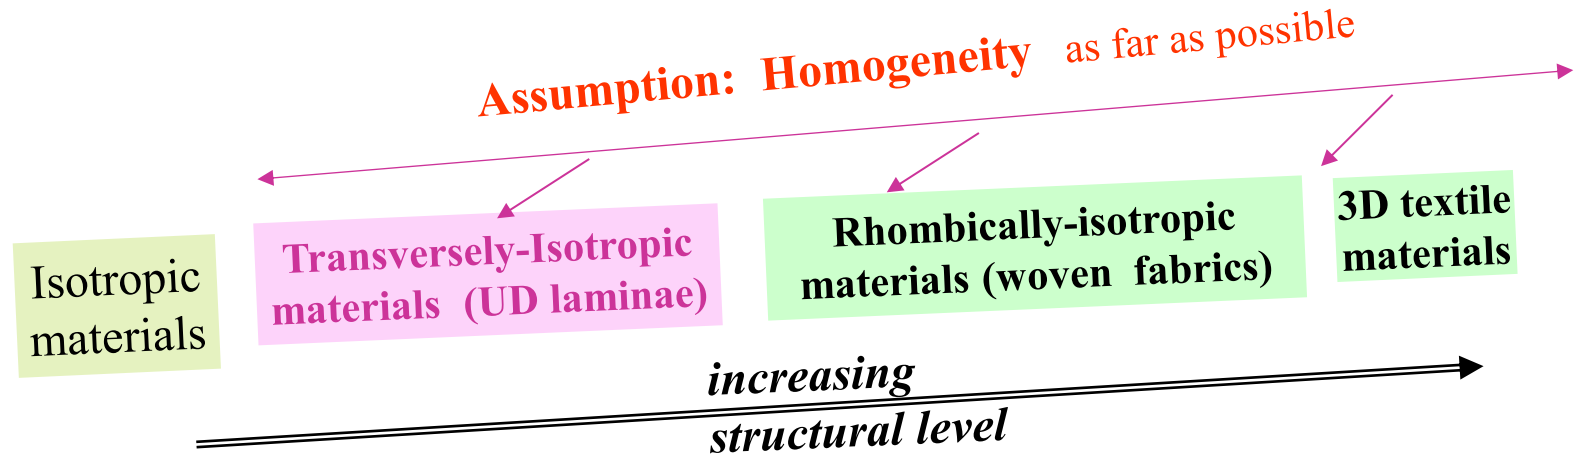 Assumption: Homogeneity as far as possible
Isotropic
materials
Transversely-Isotropic
materials (UD laminae)
Rhombically-isotropic
materials (woven fabrics)
3D textile
materials
increasing
structural level